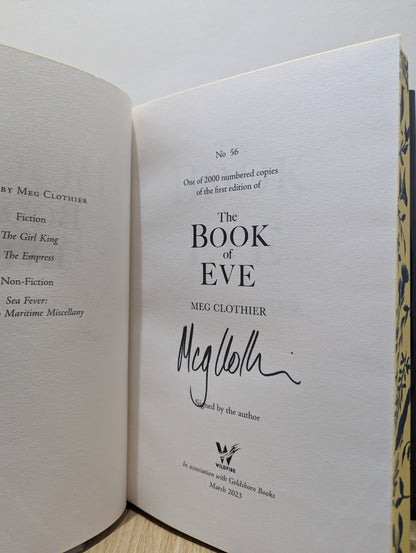 BY MEG CLOTHIER
Fiction
The Girl King
The Empress
Non-Fiction
Sea Fever:
Maritime Miscellany
No 56
One of 2000 numbered copies
of the first edition of
The
BOOK
of
EVE
MEG CLOTHIER
Meg Cloth
Signed by the author
W
WILDFIRE
In association with Goldsboro Books
March 2023